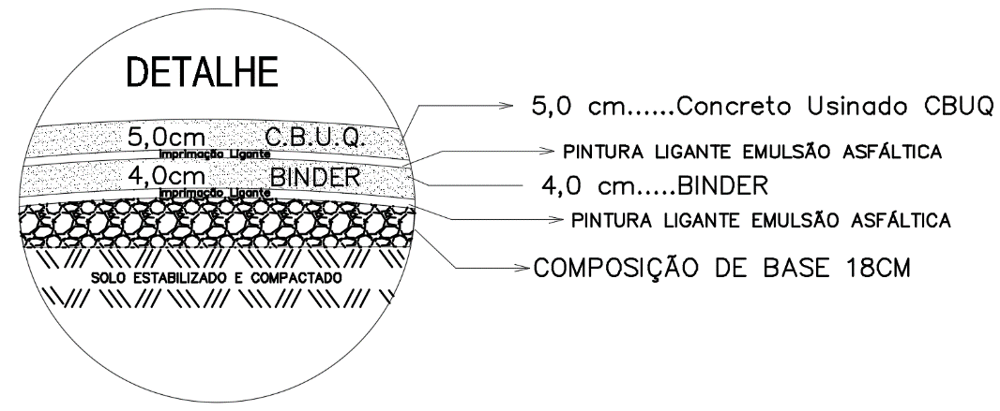 DETALHE
5,0cm C.B.U.Q.
Imprimação Ligante
4,0cm BINDER
Imprimação Ligante
SOLO ESTABILIZADO E COMPACTADO
5,0 cm......Concreto Usinado CBUQ
PINTURA LIGANTE EMULSÃO ASFÁLTICA
4,0 cm.....BINDER
PINTURA LIGANTE EMULSÃO ASFÁLTICA
COMPOSIÇÃO DE BASE 18CM